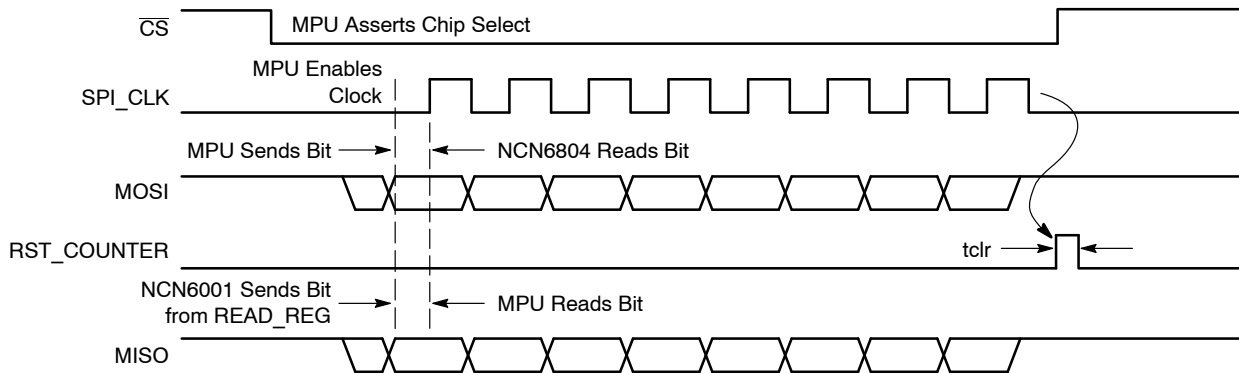 CS
MPU Asserts Chip Select
MPU Enables
Clock
SPI_CLK
MPU Sends Bit
NCN6804 Reads Bit
MOSI
RST_COUNTER
tclr
NCN6001 Sends Bit
from READ_REG
MPU Reads Bit
MISO